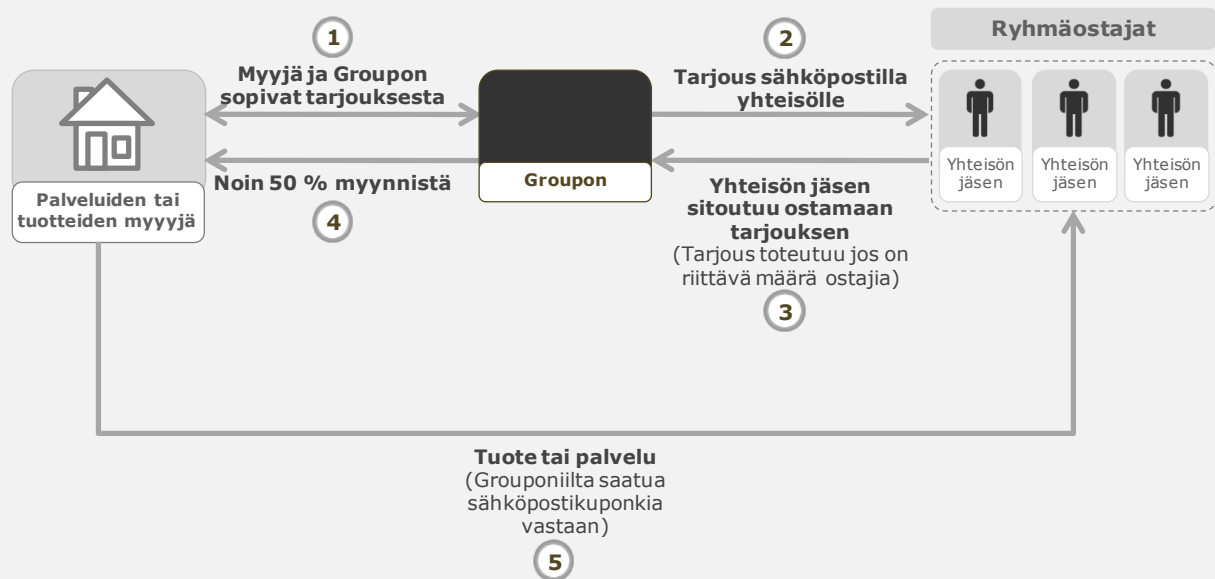 Ryhmäostajat
1
Myyjä ja Groupon
sopivat tarjouksesta
2
Tarjous sähköpostilla
yhteisölle
Yhteisön
jäsen
Yhteisön
jäsen
Yhteisön
jäsen
Palveluiden tai
tuotteiden myyyjä
Noin 50 % myynnistä
4
Groupon
Yhteisön jäsen
sitoutuu ostamaan
tarjouksen
(Tarjous toteutuu jos on
riittävä määrä ostajia)
3
Tuote tai palvelu
(Grouponiilta saatua
sähköpostikuponkia
vastaan)
5